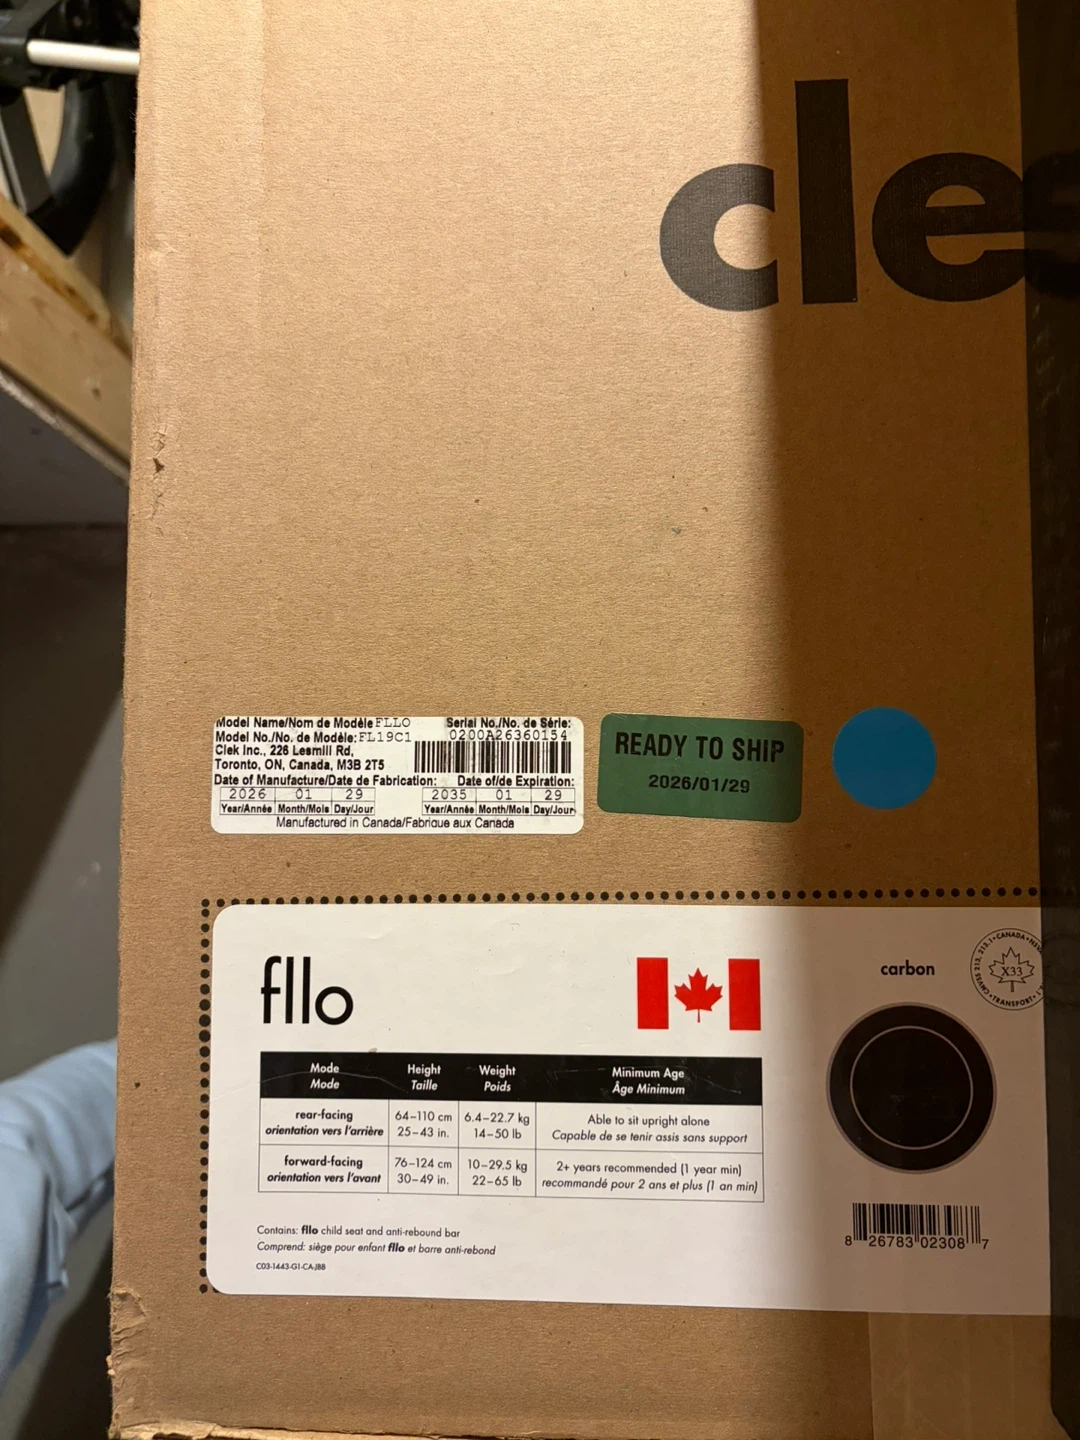 cle
Model Name/Nom de Modèle FLLO
Model No./No. de Modèle: FL19C1
Clek Inc., 226 Lesmill Rd,
Toronto, ON, Canada, M3B 2T5
Serial No./No. de Série:
0200A26360154
Date of Manufacture/Date de Fabrication: Date of/de Expiration:
2026 01 29 2035 01 29
Year/Année Month/Mois Day/Jour Year/Année Month/Mois Day/Jour
Manufactured in Canada/Fabrique aux Canada
READY TO SHIP
2026/01/29
fllo
carbon
CANADA
X33
TRANSPORT
CMVSS 213, 213.1
Mode Height Weight Minimum Age
Mode Taille Poids Âge Minimum
rear-facing 64–110 cm 6.4–22.7 kg Able to sit upright alone
orientation vers l'arrière 25–43 in. 14–50 lb Capable de se tenir assis sans support
forward-facing 76–124 cm 10–29.5 kg 2+ years recommended (1 year min)
orientation vers l'avant 30–49 in. 22–65 lb recommandé pour 2 ans et plus (1 an min)
Contains: fllo child seat and anti-rebound bar
Comprend: siège pour enfant fllo et barre anti-rebond
C03-1443-G1-CA-JBB
8 26783 02308 7